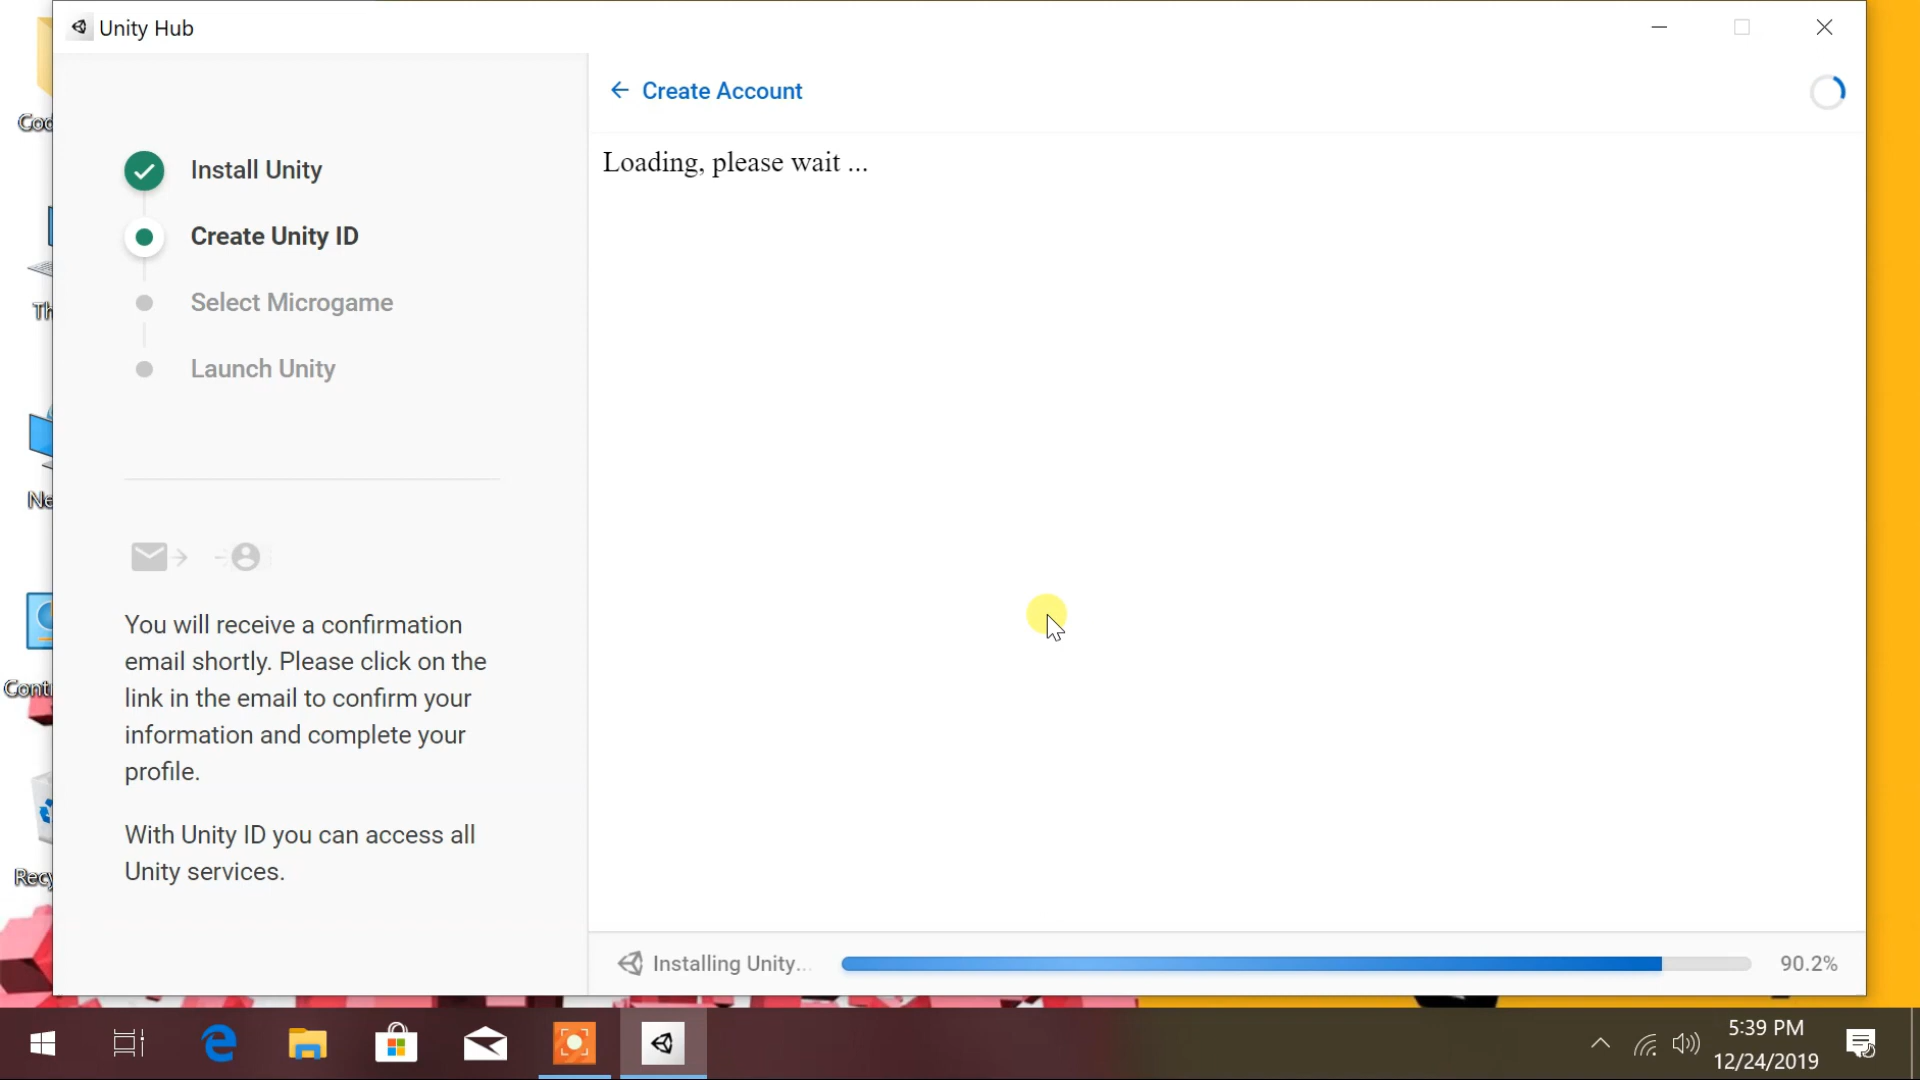 Unity Hub
Create Account
Loading, please wait ...
Install Unity
Create Unity ID
Select Microgame
Launch Unity
You will receive a confirmation
email shortly. Please click on the
link in the email to confirm your
information and complete your
profile.
With Unity ID you can access all
Unity services.
Installing Unity...
90.2%
5:39 PM
12/24/2019